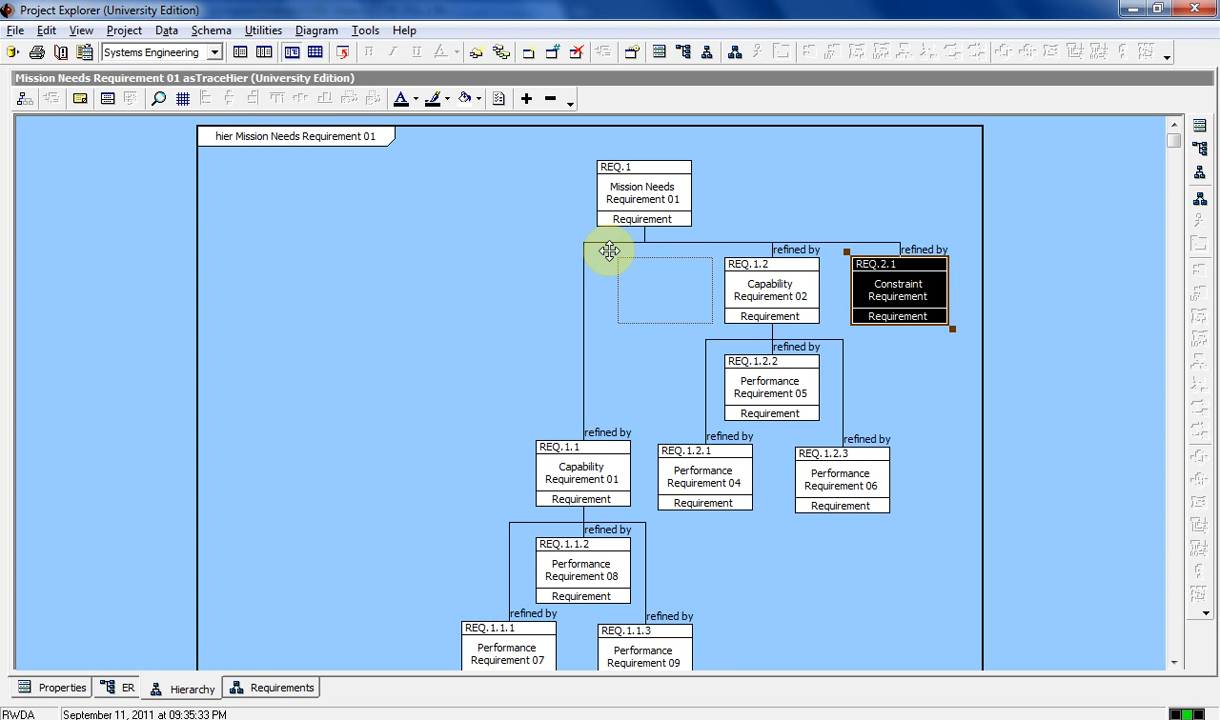 Project Explorer (University Edition)
File Edit View Project Data Schema Utilities Diagram Tools Help
Systems Engineering
B I U A
Mission Needs Requirement 01 asTraceHier (University Edition)
A
hier Mission Needs Requirement 01
REQ.1
Mission Needs
Requirement 01
Requirement
refined by
refined by
REQ.1.2
Capability
Requirement 02
Requirement
REQ.2.1
Constraint
Requirement
Requirement
refined by
REQ.1.2.2
Performance
Requirement 05
Requirement
refined by
REQ.1.1
Capability
Requirement 01
Requirement
refined by
REQ.1.2.1
Performance
Requirement 04
Requirement
refined by
REQ.1.2.3
Performance
Requirement 06
Requirement
refined by
REQ.1.1.2
Performance
Requirement 08
Requirement
refined by
REQ.1.1.1
Performance
Requirement 07
refined by
REQ.1.1.3
Performance
Requirement 09
Properties ER Hierarchy Requirements
RWDA September 11, 2011 at 09:35:33 PM